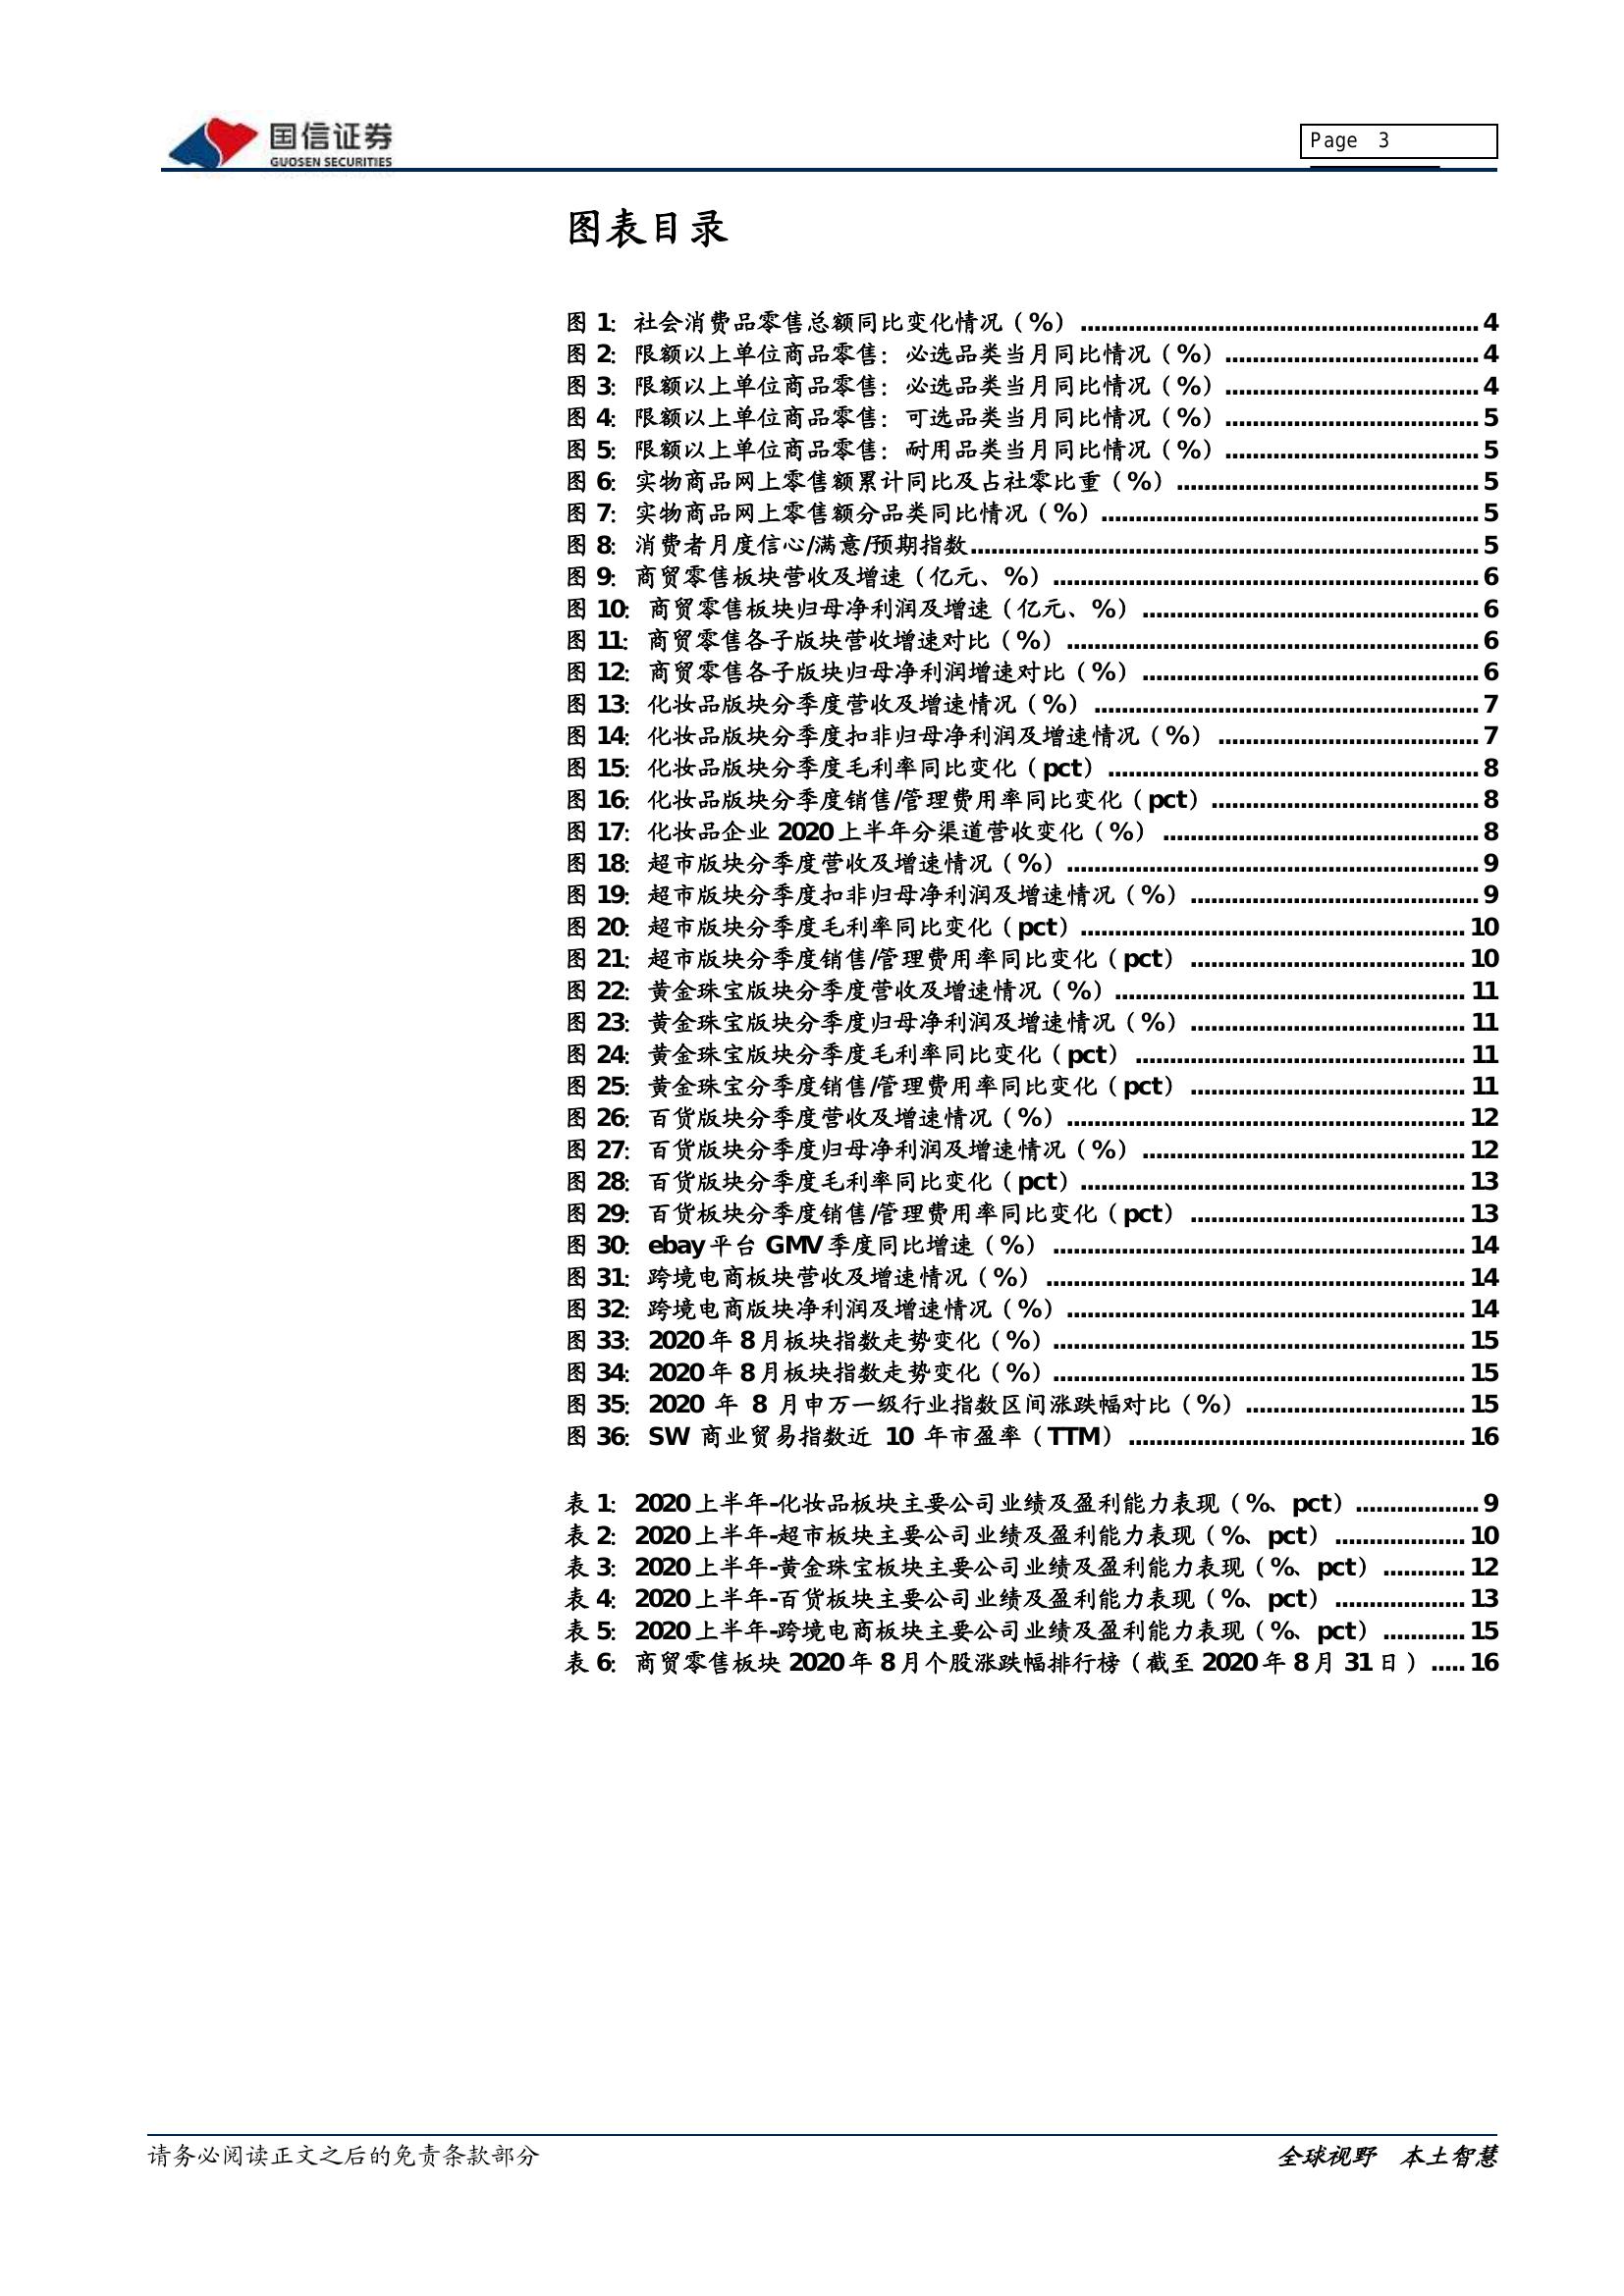 国信证券
GUOSEN SECURITIES
Page 3
图表目录
图 1: 社会消费品零售总额同比变化情况（%）..........................................................4
图 2: 限额以上单位商品零售：必选品类当月同比情况（%）.....................................4
图 3: 限额以上单位商品零售：必选品类当月同比情况（%）.....................................4
图 4: 限额以上单位商品零售：可选品类当月同比情况（%）.....................................5
图 5: 限额以上单位商品零售：耐用品类当月同比情况（%）.....................................5
图 6: 实物商品网上零售额累计同比及占社零比重（%）............................................5
图 7: 实物商品网上零售额分品类同比情况（%）.......................................................5
图 8: 消费者月度信心/满意/预期指数..........................................................................5
图 9: 商贸零售板块营收及增速（亿元、%）..............................................................6
图 10: 商贸零售板块归母净利润及增速（亿元、%）.................................................6
图 11: 商贸零售各子版块营收增速对比（%）............................................................6
图 12: 商贸零售各子版块归母净利润增速对比（%）.................................................6
图 13: 化妆品版块分季度营收及增速情况（%）........................................................7
图 14: 化妆品版块分季度扣非归母净利润及增速情况（%）......................................7
图 15: 化妆品版块分季度毛利率同比变化（pct）......................................................8
图 16: 化妆品版块分季度销售/管理费用率同比变化（pct）.......................................8
图 17: 化妆品企业 2020 上半年分渠道营收变化（%）..............................................8
图 18: 超市版块分季度营收及增速情况（%）............................................................9
图 19: 超市版块分季度扣非归母净利润及增速情况（%）..........................................9
图 20: 超市版块分季度毛利率同比变化（pct）........................................................10
图 21: 超市版块分季度销售/管理费用率同比变化（pct）........................................10
图 22: 黄金珠宝版块分季度营收及增速情况（%）...................................................11
图 23: 黄金珠宝版块分季度归母净利润及增速情况（%）........................................11
图 24: 黄金珠宝版块分季度毛利率同比变化（pct）................................................11
图 25: 黄金珠宝分季度销售/管理费用率同比变化（pct）........................................11
图 26: 百货版块分季度营收及增速情况（%）..........................................................12
图 27: 百货版块分季度归母净利润及增速情况（%）...............................................12
图 28: 百货版块分季度毛利率同比变化（pct）........................................................13
图 29: 百货板块分季度销售/管理费用率同比变化（pct）........................................13
图 30: ebay 平台 GMV 季度同比增速（%）............................................................14
图 31: 跨境电商板块营收及增速情况（%）.............................................................14
图 32: 跨境电商版块净利润及增速情况（%）..........................................................14
图 33: 2020 年 8 月板块指数走势变化（%）............................................................15
图 34: 2020 年 8 月板块指数走势变化（%）............................................................15
图 35: 2020 年 8 月申万一级行业指数区间涨跌幅对比（%）................................15
图 36: SW 商业贸易指数近 10 年市盈率（TTM）.................................................16
表 1: 2020 上半年-化妆品板块主要公司业绩及盈利能力表现（%、pct）..................9
表 2: 2020 上半年-超市板块主要公司业绩及盈利能力表现（%、pct）...................10
表 3: 2020 上半年-黄金珠宝板块主要公司业绩及盈利能力表现（%、pct）............12
表 4: 2020 上半年-百货板块主要公司业绩及盈利能力表现（%、pct）...................13
表 5: 2020 上半年-跨境电商板块主要公司业绩及盈利能力表现（%、pct）............15
表 6: 商贸零售板块 2020 年 8 月个股涨跌幅排行榜（截至 2020 年 8 月 31 日）.....16
请务必阅读正文之后的免责条款部分
全球视野 本土智慧